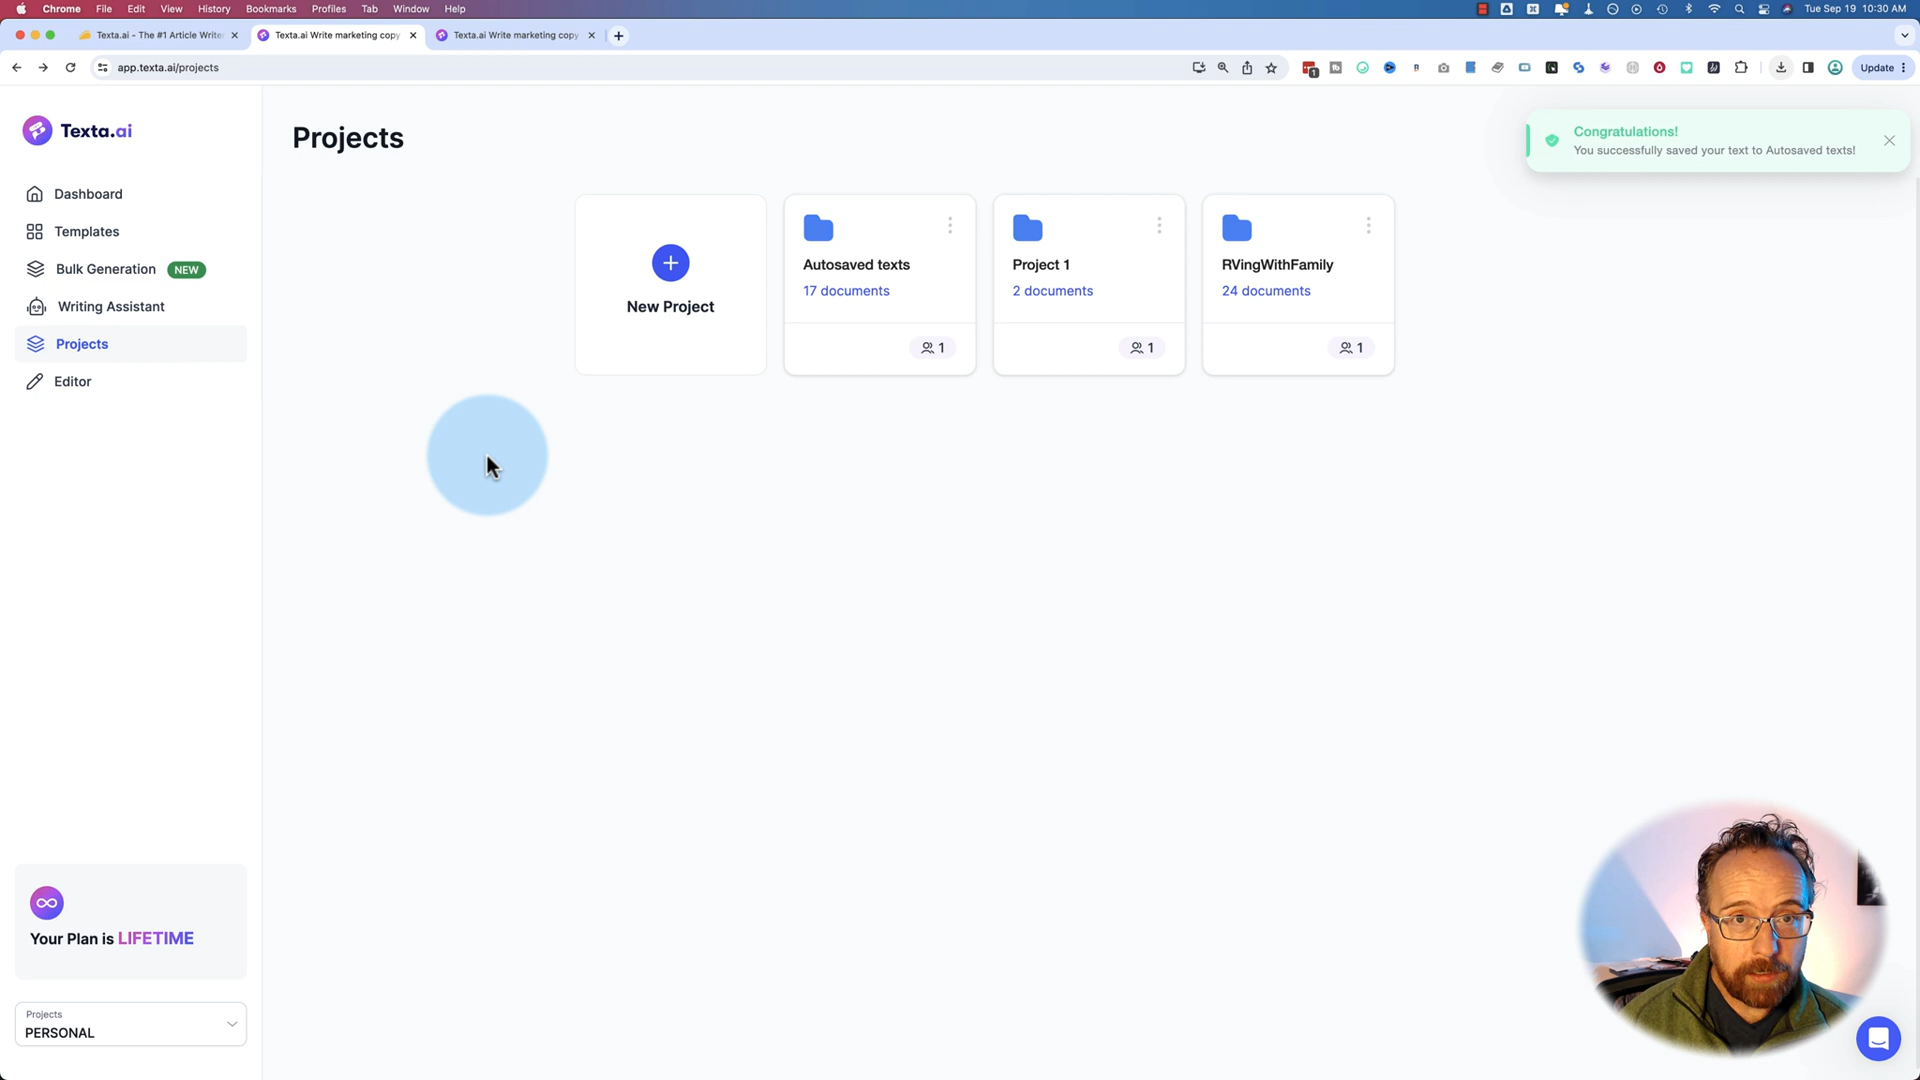 Chrome File Edit View History Bookmarks Profiles Tab Window Help
Tue Sep 19 10:30 AM
Texta.ai - The #1 Article Write
Texta.ai Write marketing copy
Texta.ai Write marketing copy
app.texta.ai/projects
Update
Texta.ai
Dashboard
Templates
Bulk Generation NEW
Writing Assistant
Projects
Editor
Projects
Congratulations!
You successfully saved your text to Autosaved texts!
New Project
Autosaved texts
17 documents
1
Project 1
2 documents
1
RVingWithFamily
24 documents
1
Your Plan is LIFETIME
Projects
PERSONAL